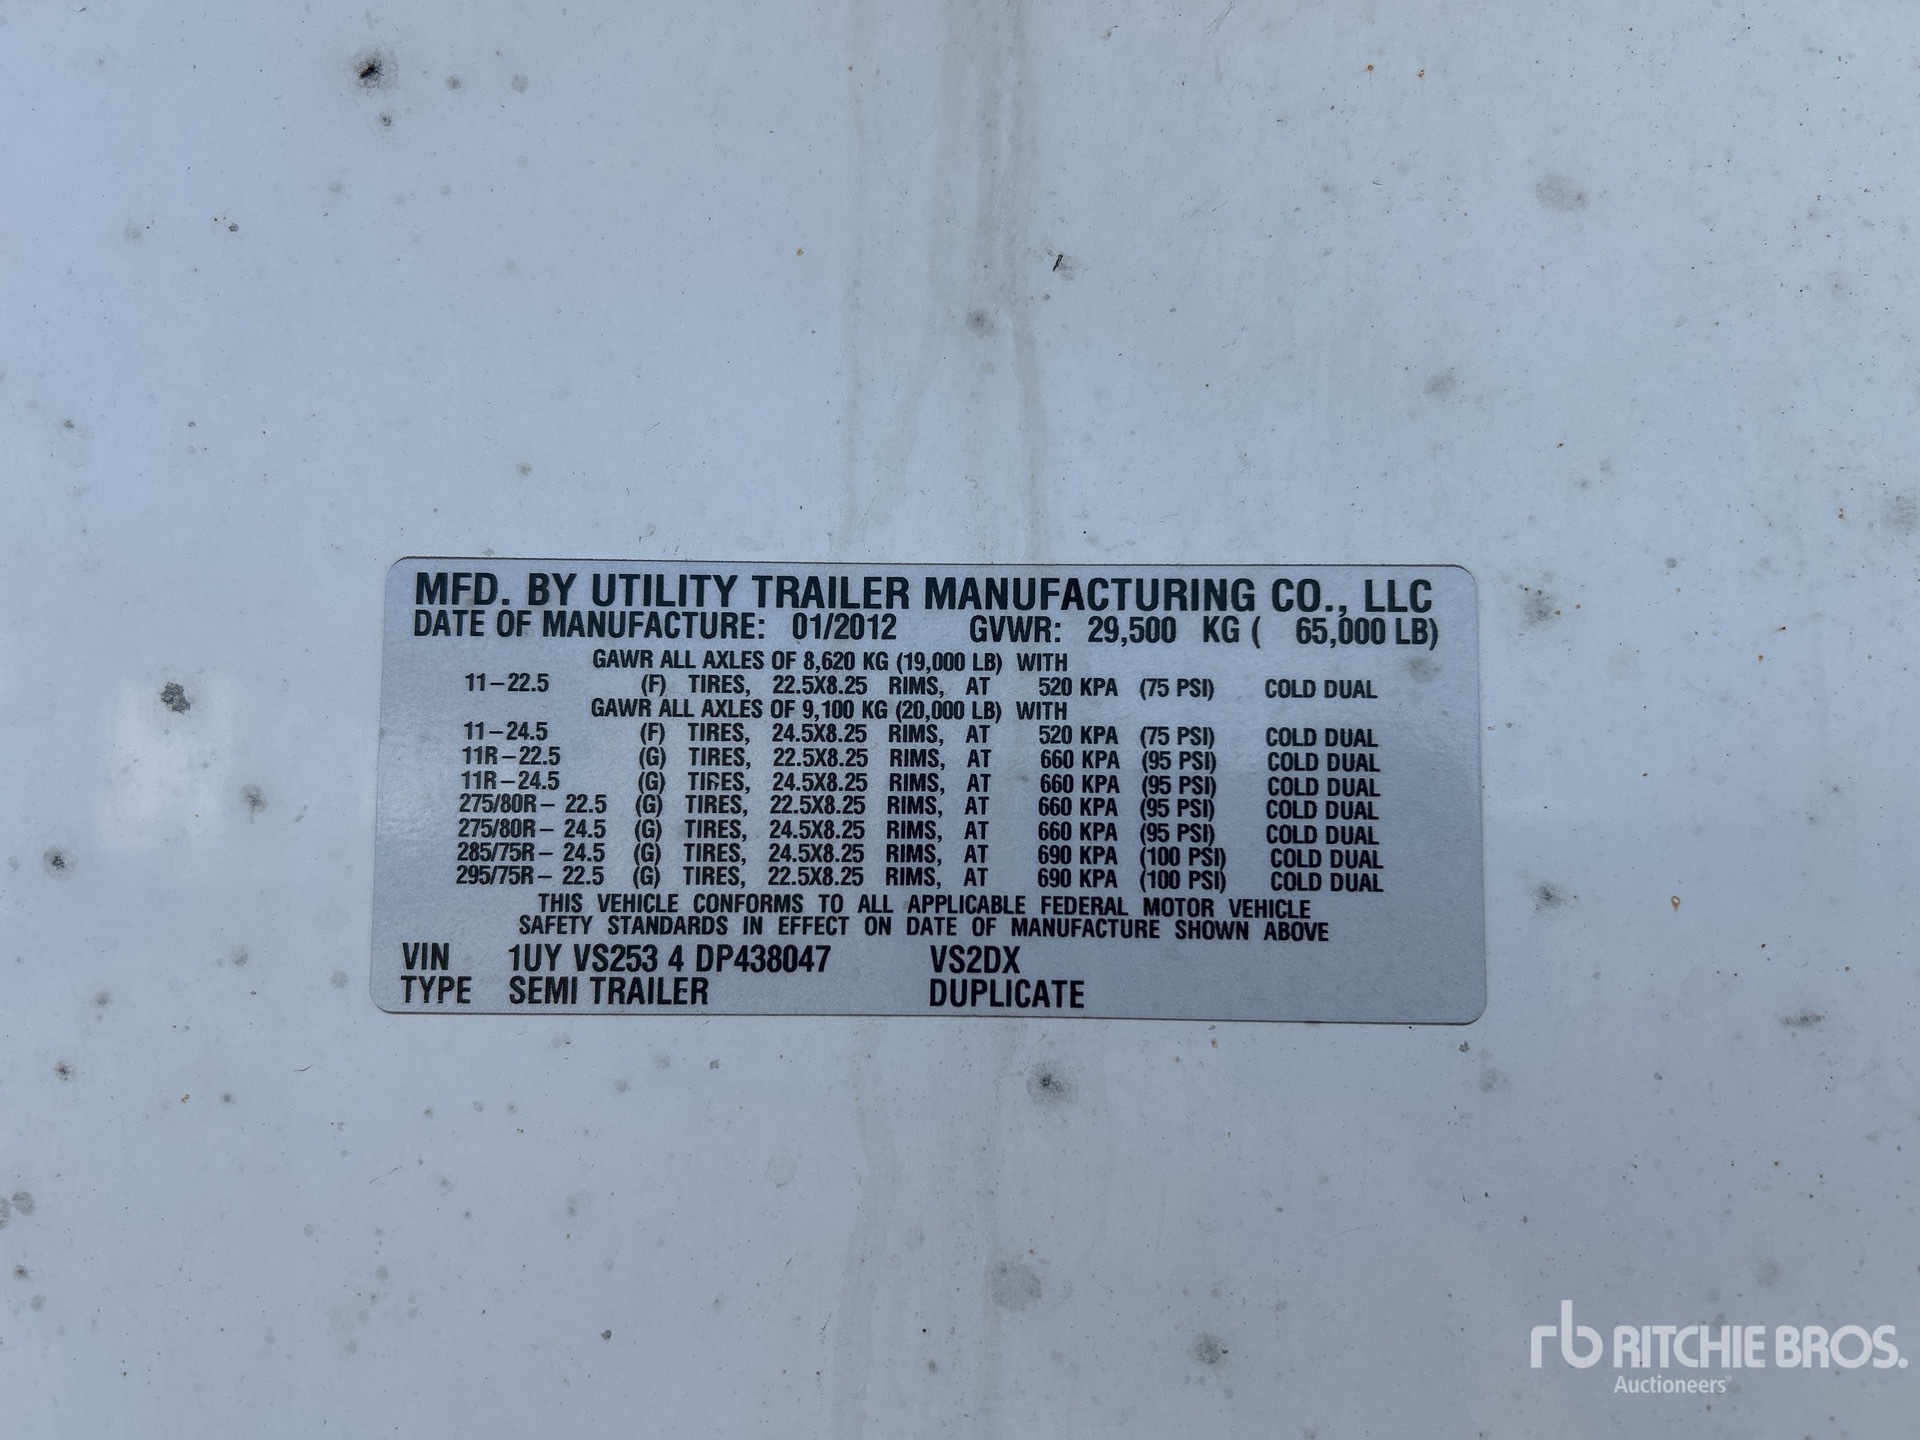 MFD. BY UTILITY TRAILER MANUFACTURING CO., LLC
DATE OF MANUFACTURE: 01/2012 GVWR: 29,500 KG ( 65,000 LB)
GAWR ALL AXLES OF 8,620 KG (19,000 LB) WITH
11-22.5 (F) TIRES, 22.5X8.25 RIMS, AT 520 KPA (75 PSI) COLD DUAL
GAWR ALL AXLES OF 9,100 KG (20,000 LB) WITH
11-24.5 (F) TIRES, 24.5X8.25 RIMS, AT 520 KPA (75 PSI) COLD DUAL
11R-22.5 (G) TIRES, 22.5X8.25 RIMS, AT 660 KPA (95 PSI) COLD DUAL
11R-24.5 (G) TIRES, 24.5X8.25 RIMS, AT 660 KPA (95 PSI) COLD DUAL
275/80R- 22.5 (G) TIRES, 22.5X8.25 RIMS, AT 660 KPA (95 PSI) COLD DUAL
275/80R- 24.5 (G) TIRES, 24.5X8.25 RIMS, AT 660 KPA (95 PSI) COLD DUAL
285/75R- 24.5 (G) TIRES, 24.5X8.25 RIMS, AT 690 KPA (100 PSI) COLD DUAL
295/75R- 22.5 (G) TIRES, 22.5X8.25 RIMS, AT 690 KPA (100 PSI) COLD DUAL
THIS VEHICLE CONFORMS TO ALL APPLICABLE FEDERAL MOTOR VEHICLE
SAFETY STANDARDS IN EFFECT ON DATE OF MANUFACTURE SHOWN ABOVE
VIN 1UY VS253 4 DP438047 VS2DX
TYPE SEMI TRAILER DUPLICATE
rb RITCHIE BROS.
Auctioneers